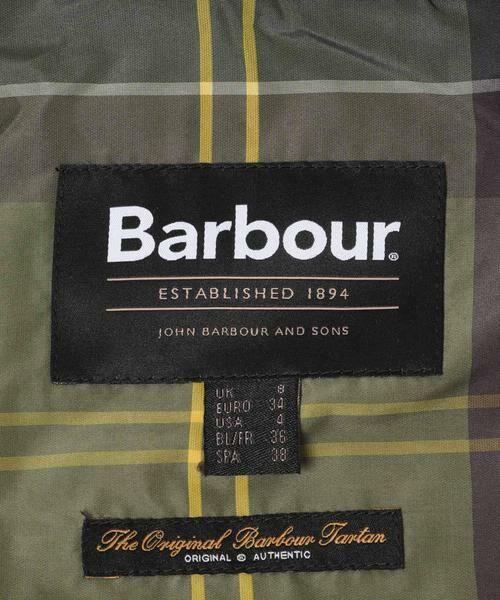 Barbour®
ESTABLISHED 1894
JOHN BARBOUR AND SONS
UK 8
EURO 34
USA 4
BL/FR 36
SPA 38
The Original Barbour Tartan
ORIGINAL ® AUTHENTIC